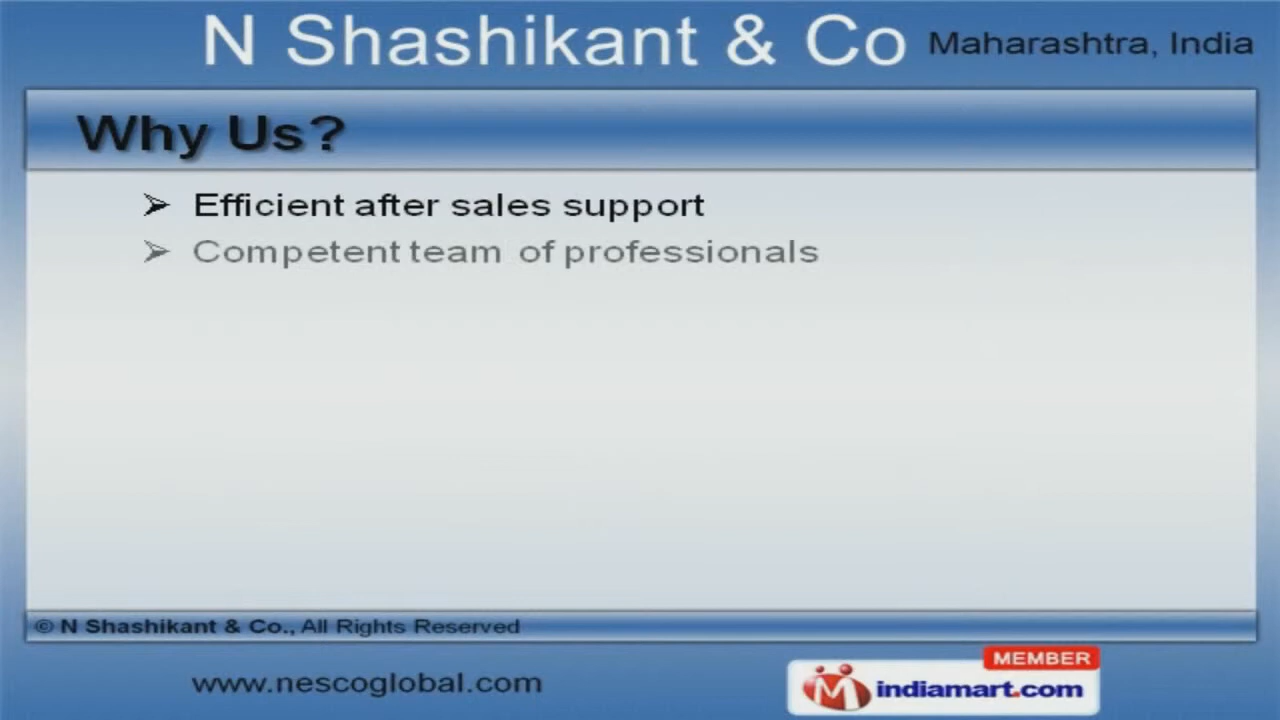 N Shashikant & Co Maharashtra, India
Why Us?
➢ Efficient after sales support
➢ Competent team of professionals
© N Shashikant & Co., All Rights Reserved
MEMBER
www.nescoglobal.com
indiamart.com